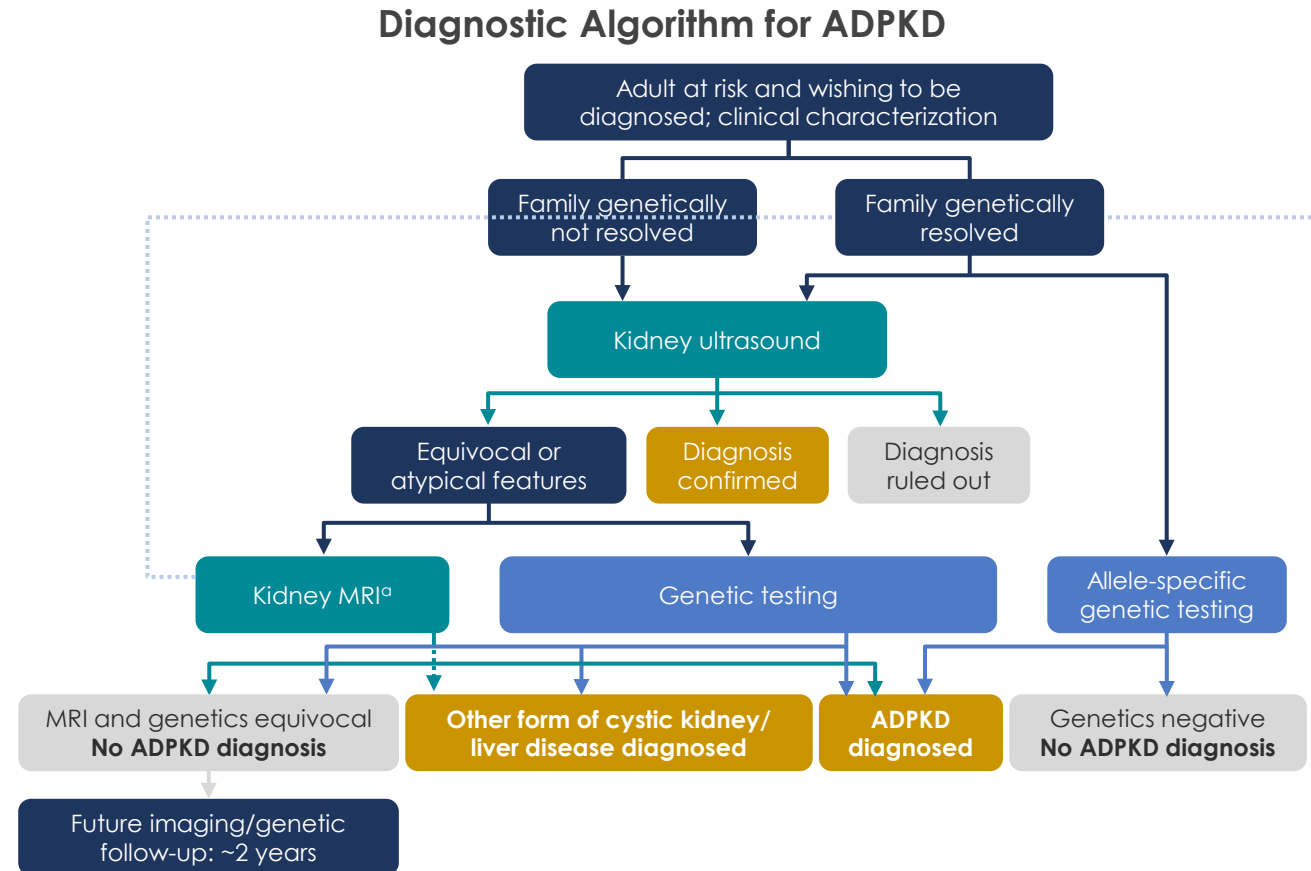 Diagnostic Algorithm for ADPKD
Adult at risk and wishing to be
diagnosed; clinical characterization
Family genetically
not resolved
Family genetically
resolved
Kidney ultrasound
Equivocal or
atypical features
Diagnosis
confirmed
Diagnosis
ruled out
Kidney MRIᵃ
Genetic testing
Allele-specific
genetic testing
MRI and genetics equivocal
No ADPKD diagnosis
Other form of cystic kidney/
liver disease diagnosed
ADPKD
diagnosed
Genetics negative
No ADPKD diagnosis
Future imaging/genetic
follow-up: ~2 years